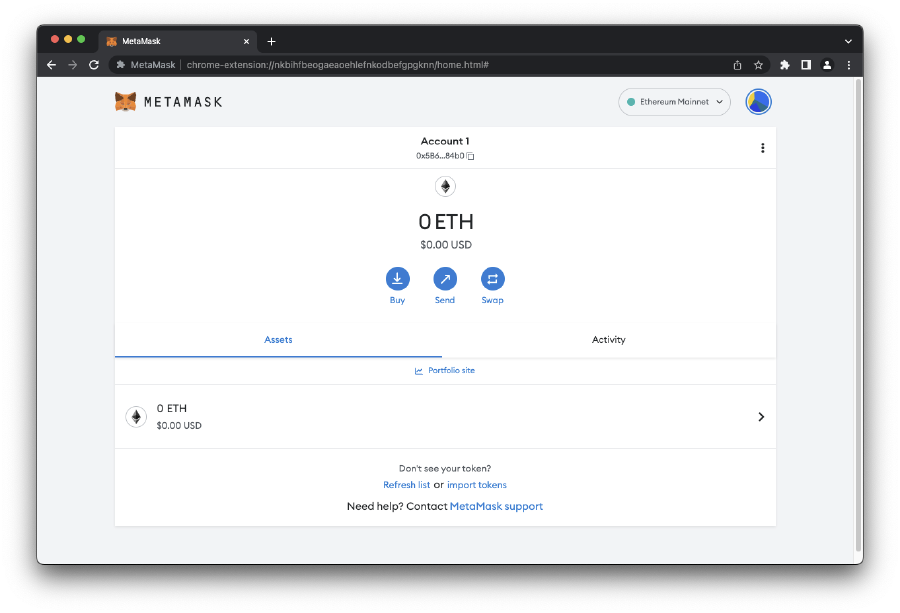 MetaMask
MetaMask | chrome-extension://nkbihfbeogaeaoehlefnkodbefgpgknn/home.html#
METAMASK
Ethereum Mainnet
Account 1
0x5B6...84b0
0 ETH
$0.00 USD
Buy Send Swap
Assets Activity
Portfolio site
0 ETH
$0.00 USD
Don't see your token?
Refresh list or import tokens
Need help? Contact MetaMask support